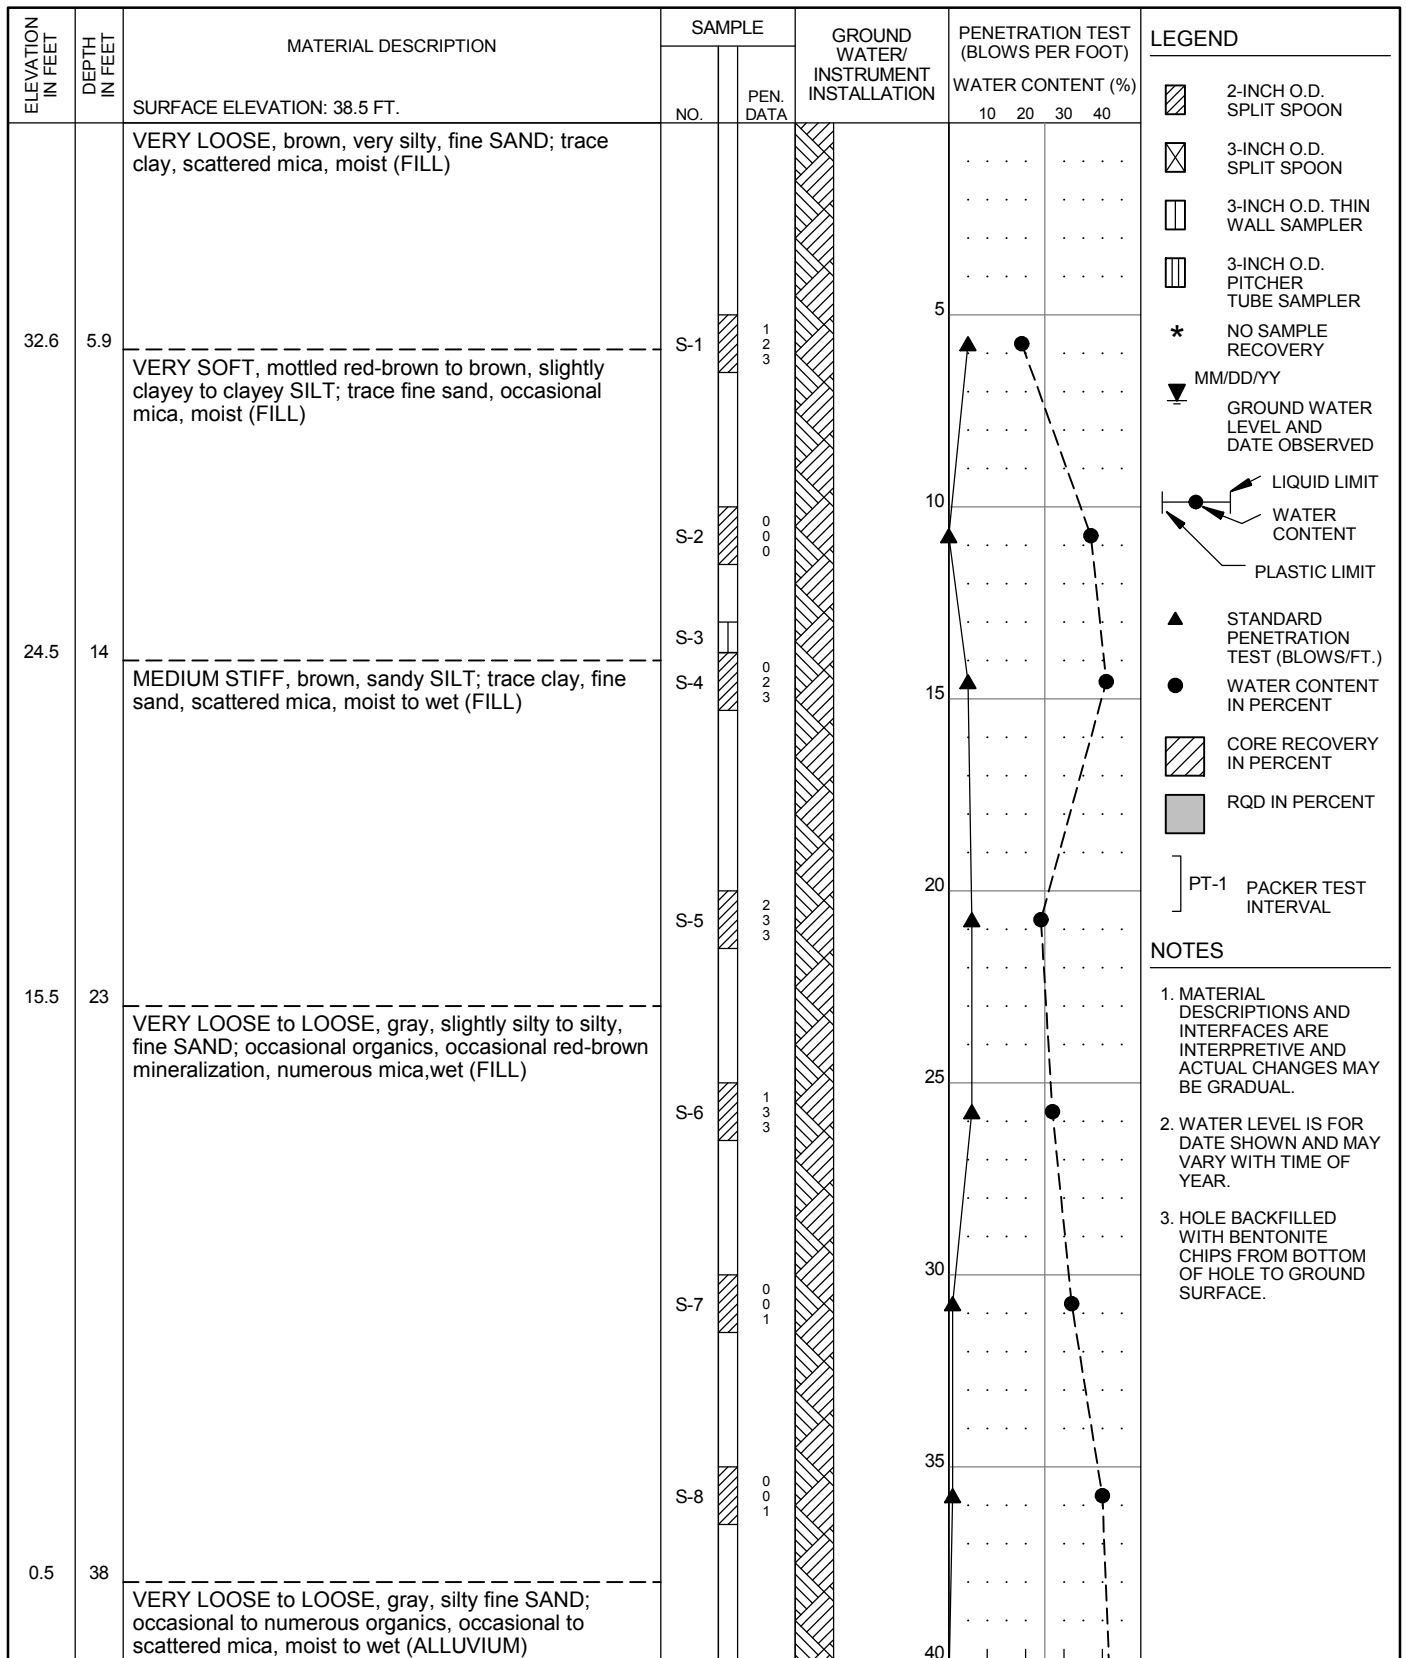 ELEVATION
IN FEET
DEPTH
IN FEET
MATERIAL DESCRIPTION
SURFACE ELEVATION: 38.5 FT.
SAMPLE
NO.
PEN.
DATA
GROUND
WATER/
INSTRUMENT
INSTALLATION
PENETRATION TEST
(BLOWS PER FOOT)
WATER CONTENT (%)
10 20 30 40
VERY LOOSE, brown, very silty, fine SAND; trace
clay, scattered mica, moist (FILL)
5
32.6 5.9
S-1
1
2
3
VERY SOFT, mottled red-brown to brown, slightly
clayey to clayey SILT; trace fine sand, occasional
mica, moist (FILL)
10
S-2
0
0
0
S-3
24.5 14
S-4
0
2
3
MEDIUM STIFF, brown, sandy SILT; trace clay, fine
sand, scattered mica, moist to wet (FILL)
15
20
S-5
2
3
3
15.5 23
VERY LOOSE to LOOSE, gray, slightly silty to silty,
fine SAND; occasional organics, occasional red-brown
mineralization, numerous mica,wet (FILL)
25
S-6
1
3
3
30
S-7
0
0
1
35
S-8
0
0
1
0.5 38
VERY LOOSE to LOOSE, gray, silty fine SAND;
occasional to numerous organics, occasional to
scattered mica, moist to wet (ALLUVIUM)
40
LEGEND
2-INCH O.D.
SPLIT SPOON
3-INCH O.D.
SPLIT SPOON
3-INCH O.D. THIN
WALL SAMPLER
3-INCH O.D.
PITCHER
TUBE SAMPLER
* NO SAMPLE
RECOVERY
MM/DD/YY
GROUND WATER
LEVEL AND
DATE OBSERVED
LIQUID LIMIT
WATER
CONTENT
PLASTIC LIMIT
STANDARD
PENETRATION
TEST (BLOWS/FT.)
WATER CONTENT
IN PERCENT
CORE RECOVERY
IN PERCENT
RQD IN PERCENT
PT-1 PACKER TEST
INTERVAL
NOTES
1. MATERIAL
DESCRIPTIONS AND
INTERFACES ARE
INTERPRETIVE AND
ACTUAL CHANGES MAY
BE GRADUAL.
2. WATER LEVEL IS FOR
DATE SHOWN AND MAY
VARY WITH TIME OF
YEAR.
3. HOLE BACKFILLED
WITH BENTONITE
CHIPS FROM BOTTOM
OF HOLE TO GROUND
SURFACE.